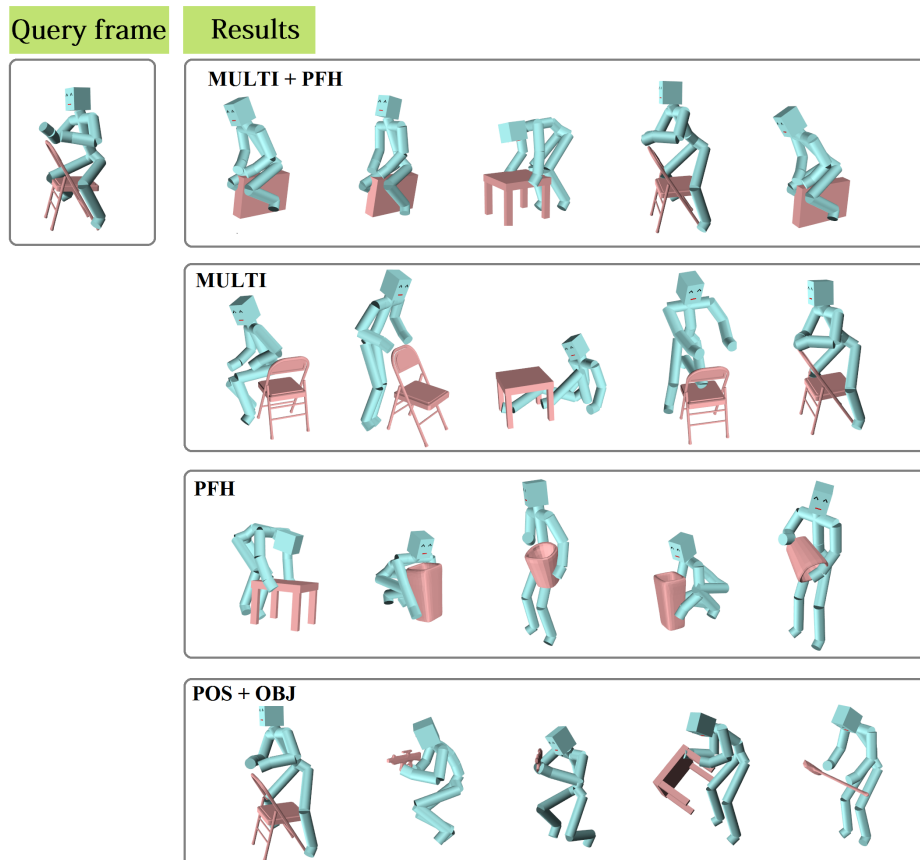 Query frame
Results
MULTI + PFH
MULTI
PFH
POS + OBJ